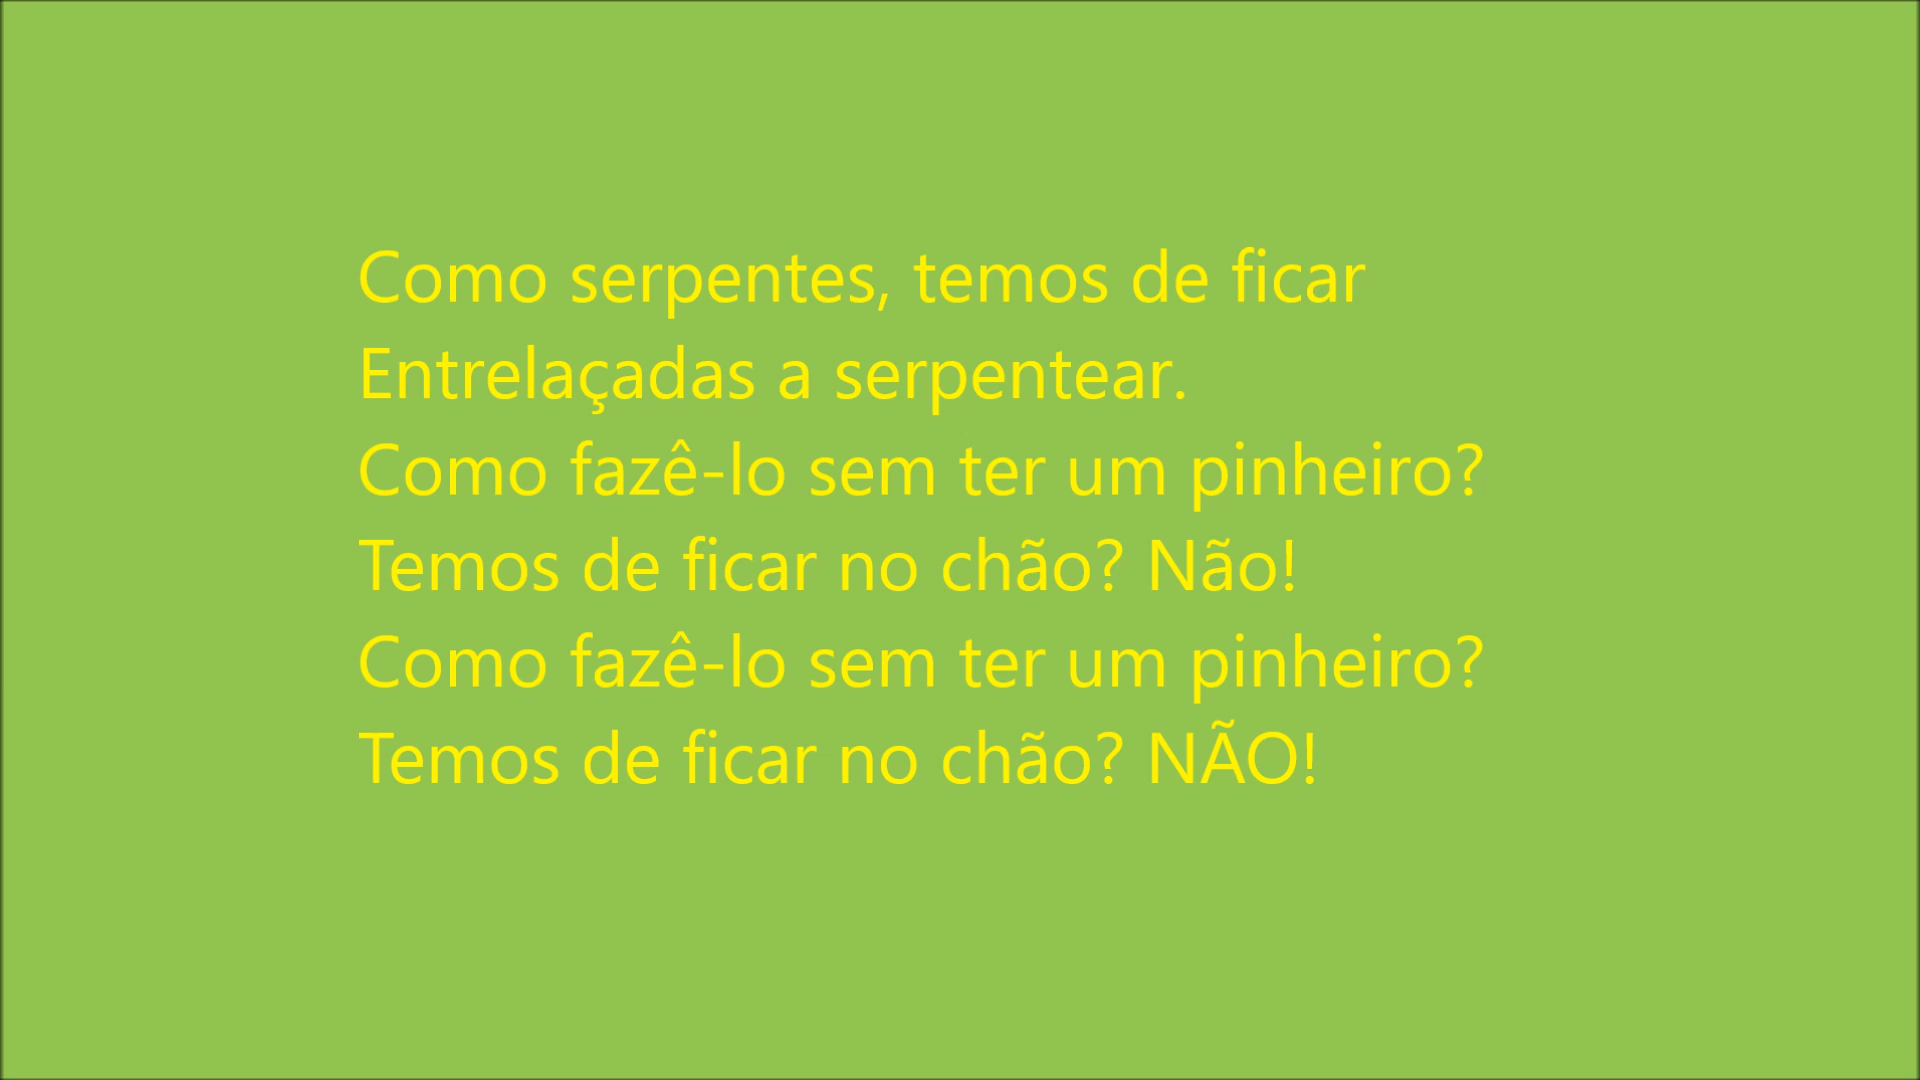 Como serpentes, temos de ficar
Entrelaçadas a serpentear.
Como fazê-lo sem ter um pinheiro?
Temos de ficar no chão? Não!
Como fazê-lo sem ter um pinheiro?
Temos de ficar no chão? NÃO!